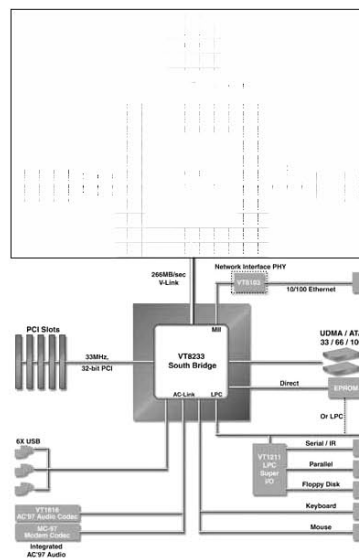 Network Interface PHY
266MB/sec
V-Link
VT6103
10/100 Ethernet
MII
PCI Slots
UDMA / ATA
33 / 66 / 100
VT8233
South Bridge
33MHz,
32-bit PCI
Direct
EPROM
AC-Link
LPC
Or LPC
6X USB
Serial / IR
VT1211
LPC
Super
I/O
Parallel
Floppy Disk
VT1616
AC'97 Audio Codec
Keyboard
MC-97
Modem Codec
Mouse
Integrated
AC'97 Audio